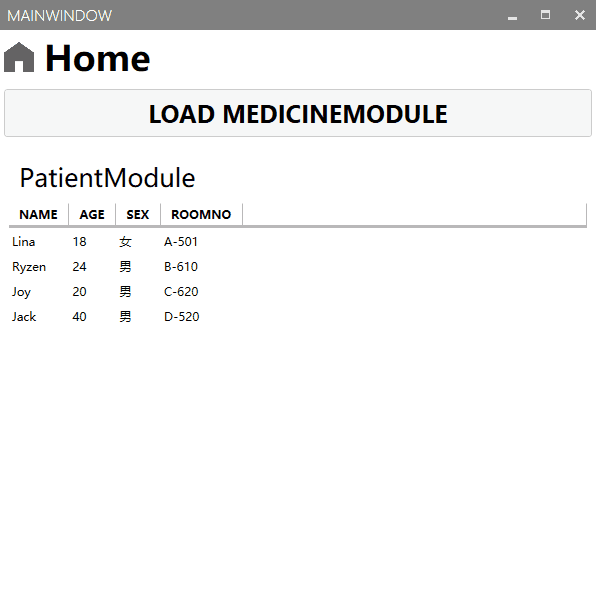 MAINWINDOW
Home
LOAD MEDICINEMODULE
PatientModule
NAME AGE SEX ROOMNO
Lina 18 女 A-501
Ryzen 24 男 B-610
Joy 20 男 C-620
Jack 40 男 D-520